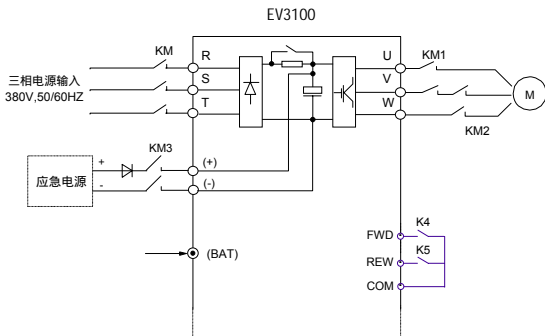 EV3100
KM
R
U
KM1
三相电源输入
380V,50/60HZ
S
V
T
W
M
KM2
KM3
+
(+)
应急电源
-
(-)
(BAT)
FWD
K4
REW
K5
COM